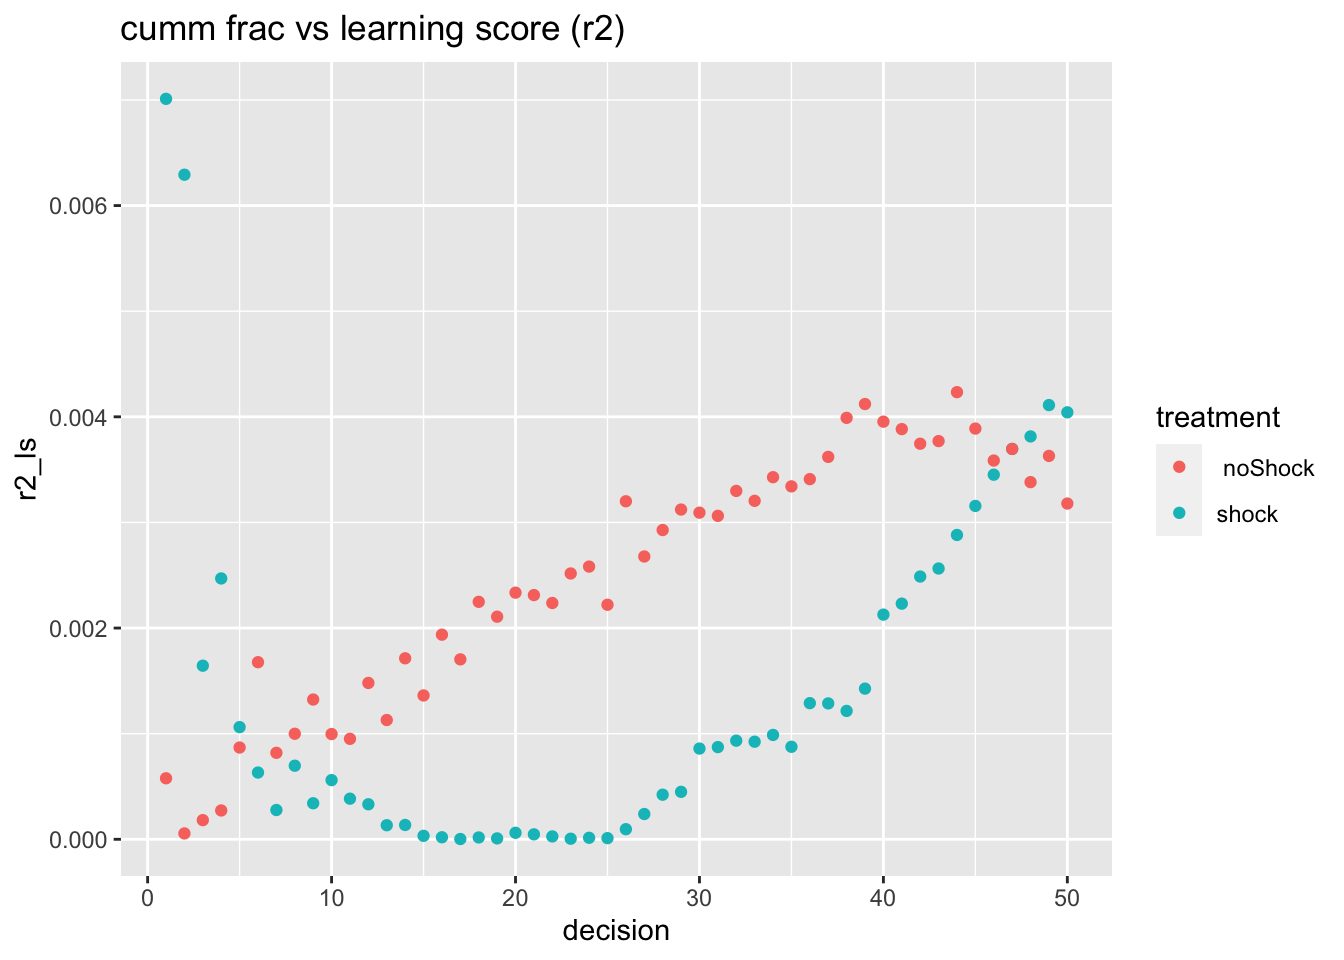 cumm frac vs learning score (r2)
0.006
0.004
0.002
0.000
r2_ls
0 10 20 30 40 50
decision
treatment
noShock
shock